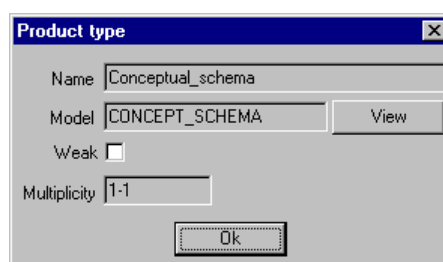 Product type
Name Conceptual_schema
Model CONCEPT_SCHEMA View
Weak
Multiplicity 1-1
Ok